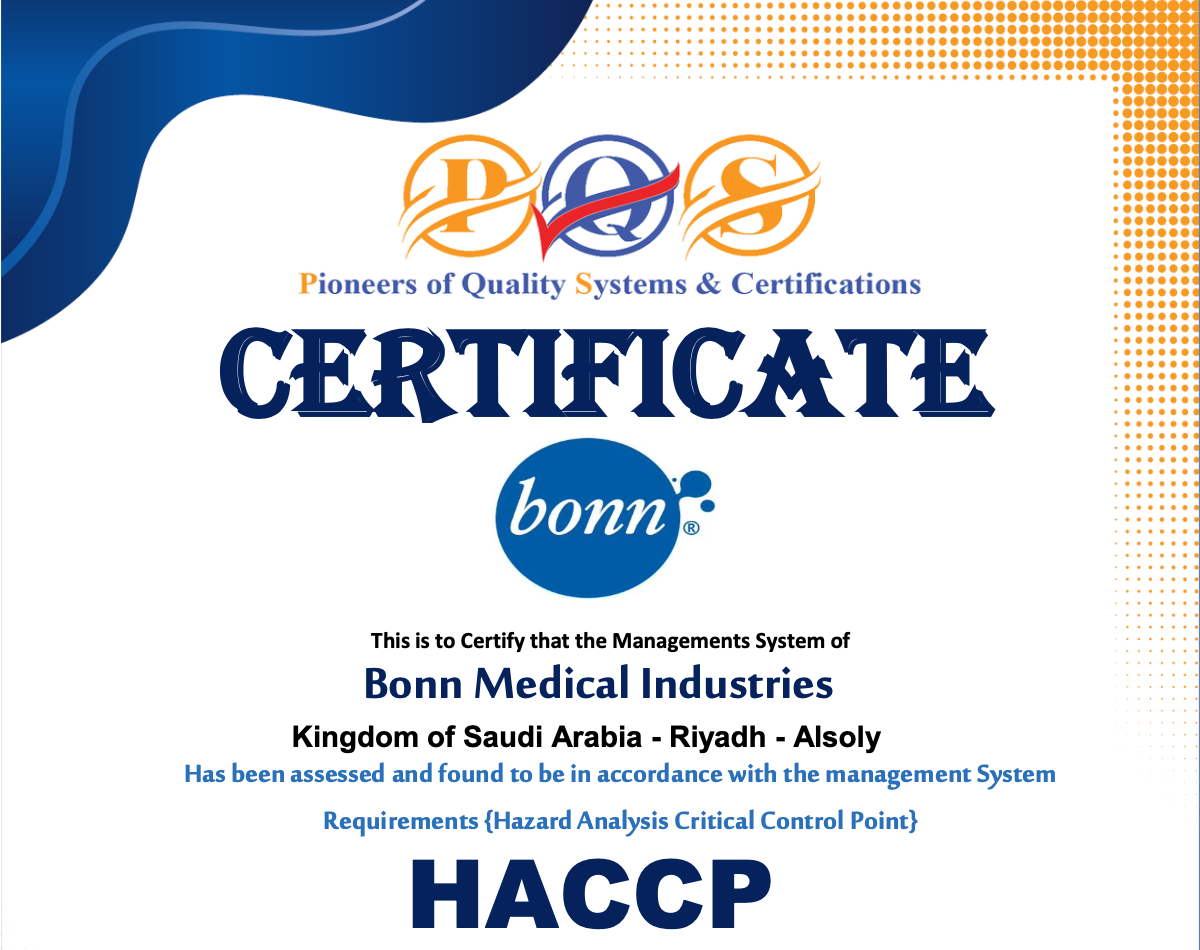 PQS
Pioneers of Quality Systems & Certifications
CERTIFICATE
bonn®
This is to Certify that the Managements System of
Bonn Medical Industries
Kingdom of Saudi Arabia - Riyadh - Alsoly
Has been assessed and found to be in accordance with the management System
Requirements {Hazard Analysis Critical Control Point}
HACCP